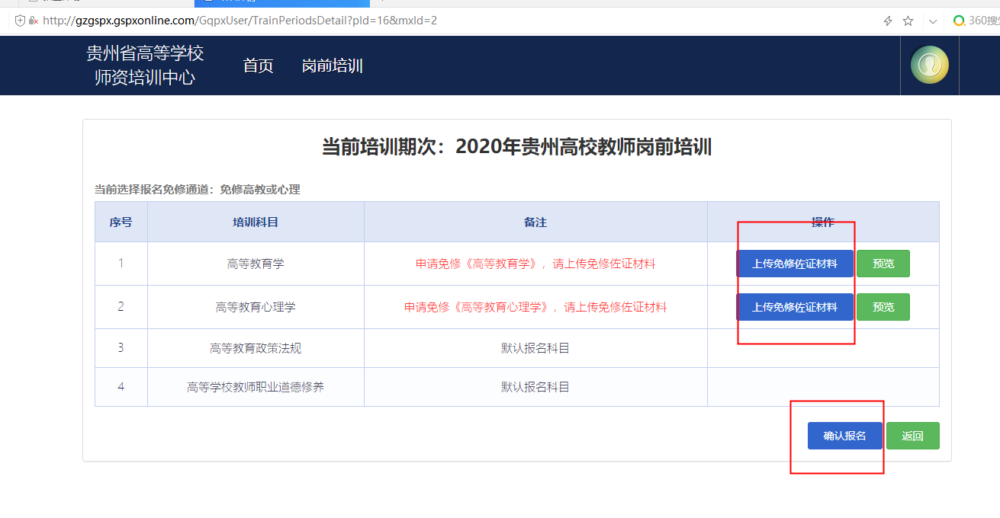 http://gzgspx.gspxonline.com/GqpxUser/TrainPeriodsDetail?pId=16&mxId=2
360搜
贵州省高等学校
师资培训中心
首页 岗前培训
当前培训期次：2020年贵州高校教师岗前培训
当前选择报名免修通道：免修高教或心理
序号 培训科目 备注 操作
1 高等教育学 申请免修《高等教育学》，请上传免修佐证材料 上传免修佐证材料 预览
2 高等教育心理学 申请免修《高等教育心理学》，请上传免修佐证材料 上传免修佐证材料 预览
3 高等教育政策法规 默认报名科目
4 高等学校教师职业道德修养 默认报名科目
确认报名 返回